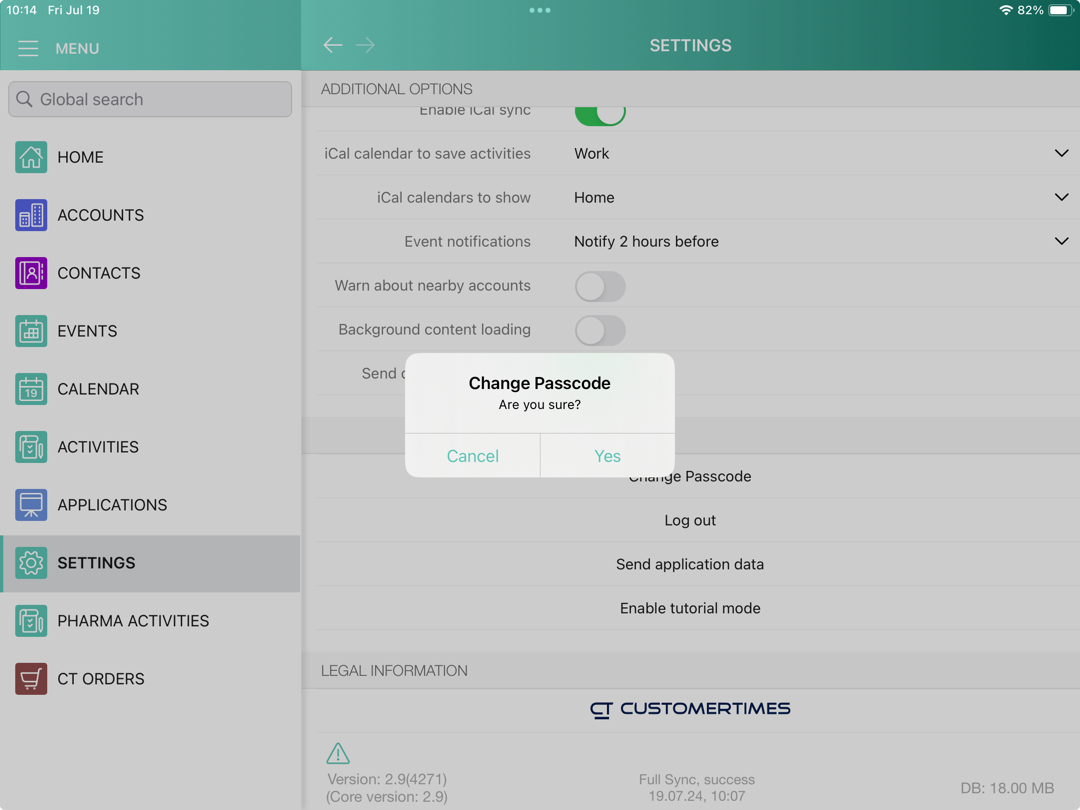 10:14 Fri Jul 19
82%
MENU
SETTINGS
Global search
HOME
ACCOUNTS
CONTACTS
EVENTS
CALENDAR
19
ACTIVITIES
APPLICATIONS
SETTINGS
PHARMA ACTIVITIES
CT ORDERS
ADDITIONAL OPTIONS
Enable iCal sync
iCal calendar to save activities Work
iCal calendars to show Home
Event notifications Notify 2 hours before
Warn about nearby accounts
Background content loading
Send
Change Passcode
Are you sure?
Cancel Yes
Change Passcode
Log out
Send application data
Enable tutorial mode
LEGAL INFORMATION
CT CUSTOMERTIMES
Version: 2.9(4271)
(Core version: 2.9)
Full Sync, success
19.07.24, 10:07
DB: 18.00 MB